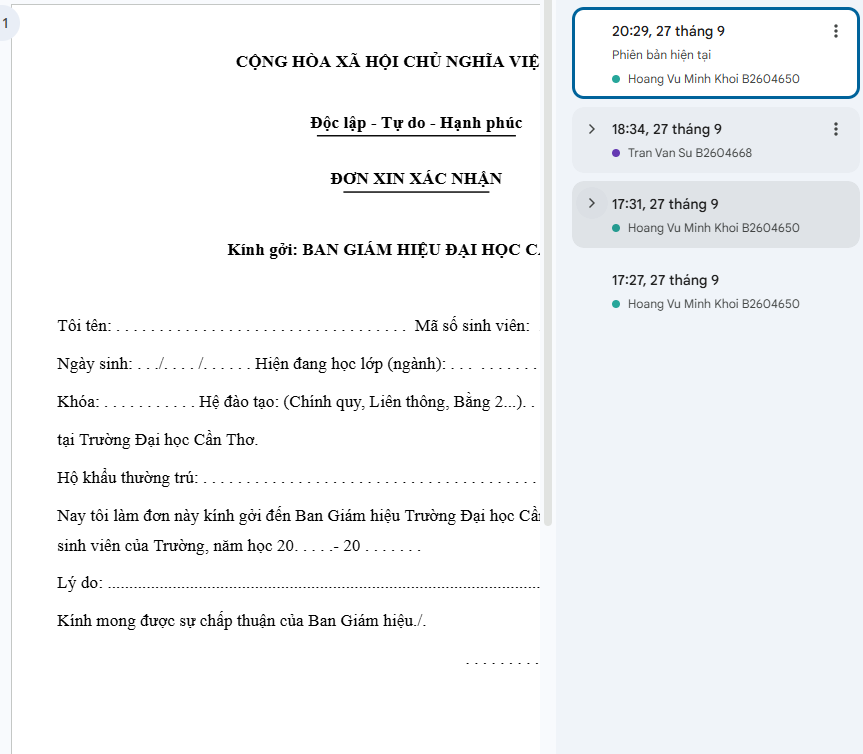 1
CỘNG HÒA XÃ HỘI CHỦ NGHĨA VIỆ
Độc lập - Tự do - Hạnh phúc
ĐƠN XIN XÁC NHẬN
Kính gởi: BAN GIÁM HIỆU ĐẠI HỌC C
Tôi tên: . . . . . . . . . . . . . . . . . . . . . . . . . . . . . . . . . . Mã số sinh viên:
Ngày sinh: . . ./. . . . /. . . . . . Hiện đang học lớp (ngành): . . . . . . . . . . .
Khóa: . . . . . . . . . . . Hệ đào tạo: (Chính quy, Liên thông, Bằng 2...). .
tại Trường Đại học Cần Thơ.
Hộ khẩu thường trú: . . . . . . . . . . . . . . . . . . . . . . . . . . . . . . . . . . . . . . .
Nay tôi làm đơn này kính gởi đến Ban Giám hiệu Trường Đại học Cần
sinh viên của Trường, năm học 20. . . . .- 20 . . . . . . .
Lý do: ....................................................................................................
Kính mong được sự chấp thuận của Ban Giám hiệu./.
. . . . . . . . .
20:29, 27 tháng 9
Phiên bản hiện tại
Hoang Vu Minh Khoi B2604650
18:34, 27 tháng 9
Tran Van Su B2604668
17:31, 27 tháng 9
Hoang Vu Minh Khoi B2604650
17:27, 27 tháng 9
Hoang Vu Minh Khoi B2604650